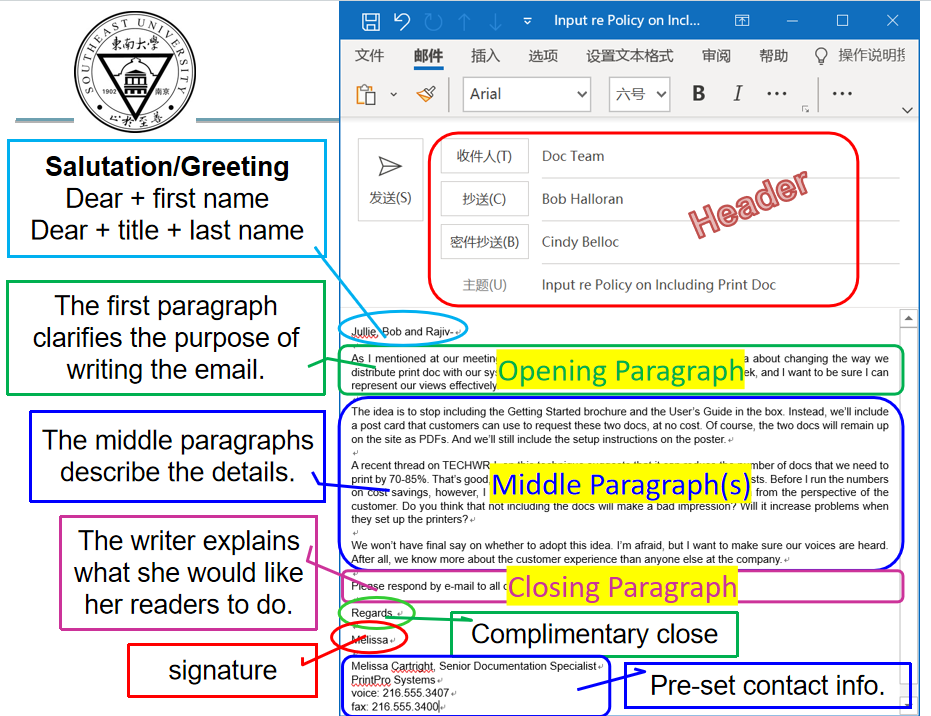 SOUTHEAST UNIVERSITY
東南大學
1902 南京
止於至善
Salutation/Greeting
Dear + first name
Dear + title + last name
The first paragraph
clarifies the purpose of
writing the email.
The middle paragraphs
describe the details.
The writer explains
what she would like
her readers to do.
signature
Input re Policy on Incl...
文件 邮件 插入 选项 设置文本格式 审阅 帮助 操作说明搜
Arial 六号 B I ... ...
发送(S)
收件人(T) Doc Team
抄送(C) Bob Halloran
密件抄送(B) Cindy Belloc
主题(U) Input re Policy on Including Print Doc
Header
Jullie, Bob and Rajiv-
As I mentioned at our about changing the way we
distribute print doc with our and I want to be sure I can
represent our views effectively
Opening Paragraph
The idea is to stop including the Getting Started brochure and the User's Guide in the box. Instead, we'll include
a post card that customers can use to request these two docs, at no cost. Of course, the two docs will remain up
on the site as PDFs. And we'll still include the setup instructions on the poster.
A recent thread on of docs that we need to
print by 70-85%. That's good, Before I run the numbers
on cost savings, however, I from the perspective of the
customer. Do you think that not including the docs will make a bad impression? Will it increase problems when
they set up the printers?
Middle Paragraph(s)
We won't have final say on whether to adopt this idea. I'm afraid, but I want to make sure our voices are heard.
After all, we know more about the customer experience than anyone else at the company.
Please respond by e-mail to all
Closing Paragraph
Regards
Complimentary close
Melissa
Melissa Cartright, Senior Documentation Specialist
PrintPro Systems
voice: 216.555.3407
fax: 216.555.3400
Pre-set contact info.